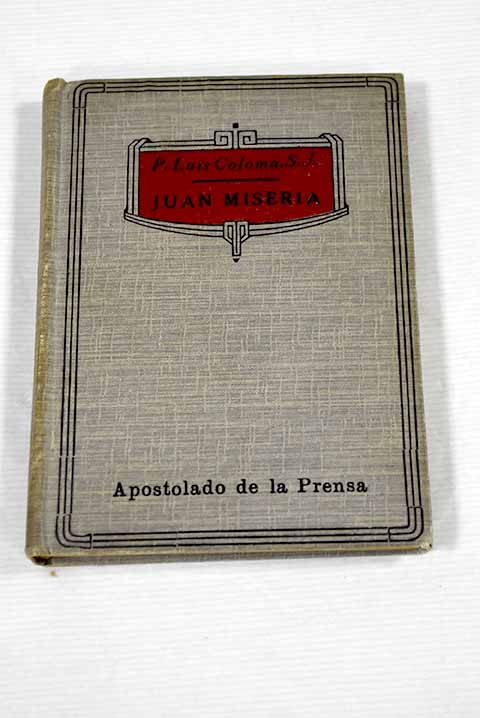 P. Luis Coloma, S. J.
JUAN MISERIA
Apostolado de la Prensa